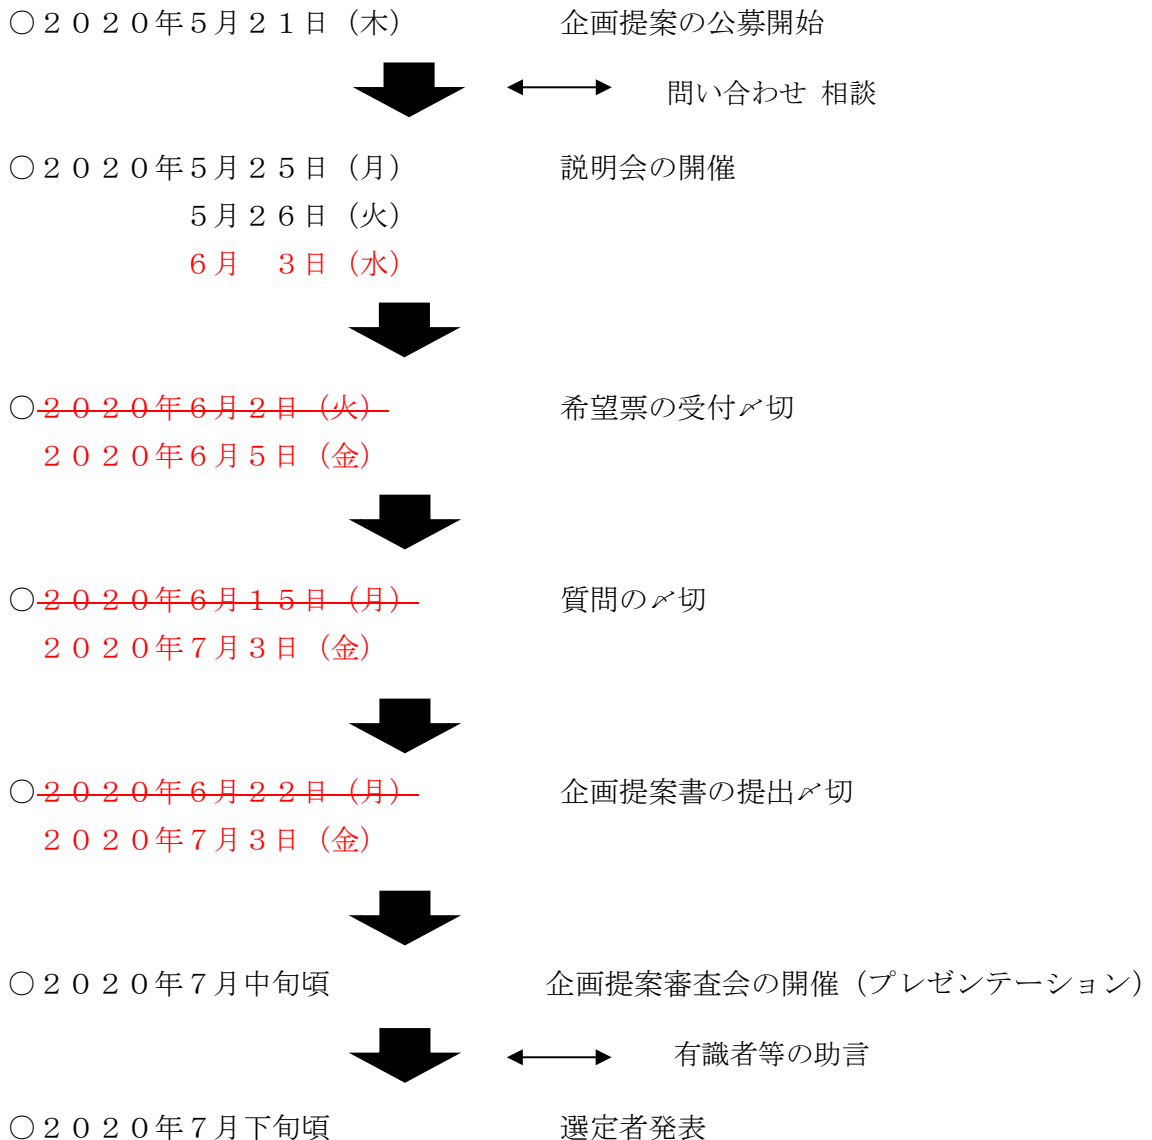 ○２０２０年５月２１日（木） 企画提案の公募開始
問い合わせ 相談
○２０２０年５月２５日（月） 説明会の開催
５月２６日（火）
６月　３日（水）
○２０２０年６月２日（火） 希望票の受付〆切
２０２０年６月５日（金）
○２０２０年６月１５日（月） 質問の〆切
２０２０年７月３日（金）
○２０２０年６月２２日（月） 企画提案書の提出〆切
２０２０年７月３日（金）
○２０２０年７月中旬頃 企画提案審査会の開催（プレゼンテーション）
有識者等の助言
○２０２０年７月下旬頃 選定者発表